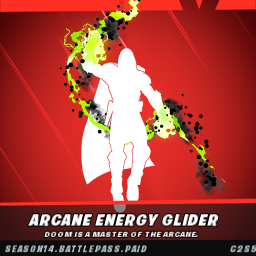 ARCANE ENERGY GLIDER
DOOM IS A MASTER OF THE ARCANE.
SEASON14.BATTLEPASS.PAID
C2S5